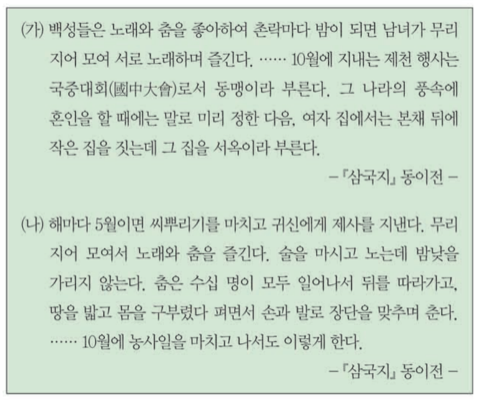 (가) 백성들은 노래와 춤을 좋아하여 촌락마다 밤이 되면 남녀가 무리
지어 모여 서로 노래하며 즐긴다. …… 10월에 지내는 제천 행사는
국중대회(國中大會)로서 동맹이라 부른다. 그 나라의 풍속에
혼인을 할 때에는 말로 미리 정한 다음, 여자 집에서는 본채 뒤에
작은 집을 짓는데 그 집을 서옥이라 부른다.
-『삼국지』 동이전 -
(나) 해마다 5월이면 씨뿌리기를 마치고 귀신에게 제사를 지낸다. 무리
지어 모여서 노래와 춤을 즐긴다. 술을 마시고 노는데 밤낮을
가리지 않는다. 춤은 수십 명이 모두 일어나서 뒤를 따라가고,
땅을 밟고 몸을 구부렸다 펴면서 손과 발로 장단을 맞추며 춘다.
…… 10월에 농사일을 마치고 나서도 이렇게 한다.
-『삼국지』 동이전 -